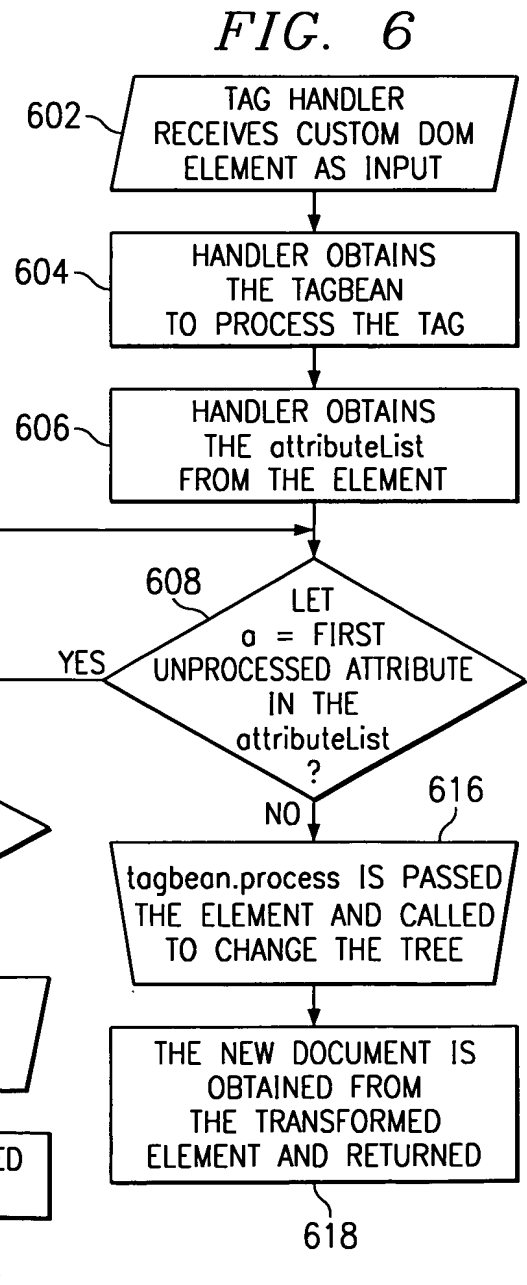 FIG. 6
602
TAG HANDLER
RECEIVES CUSTOM DOM
ELEMENT AS INPUT
604
HANDLER OBTAINS
THE TAGBEAN
TO PROCESS THE TAG
606
HANDLER OBTAINS
THE attributeList
FROM THE ELEMENT
608
LET
a = FIRST
UNPROCESSED ATTRIBUTE
IN THE
attributeList
?
YES
NO
616
tagbean.process IS PASSED
THE ELEMENT AND CALLED
TO CHANGE THE TREE
THE NEW DOCUMENT IS
OBTAINED FROM
THE TRANSFORMED
ELEMENT AND RETURNED
618